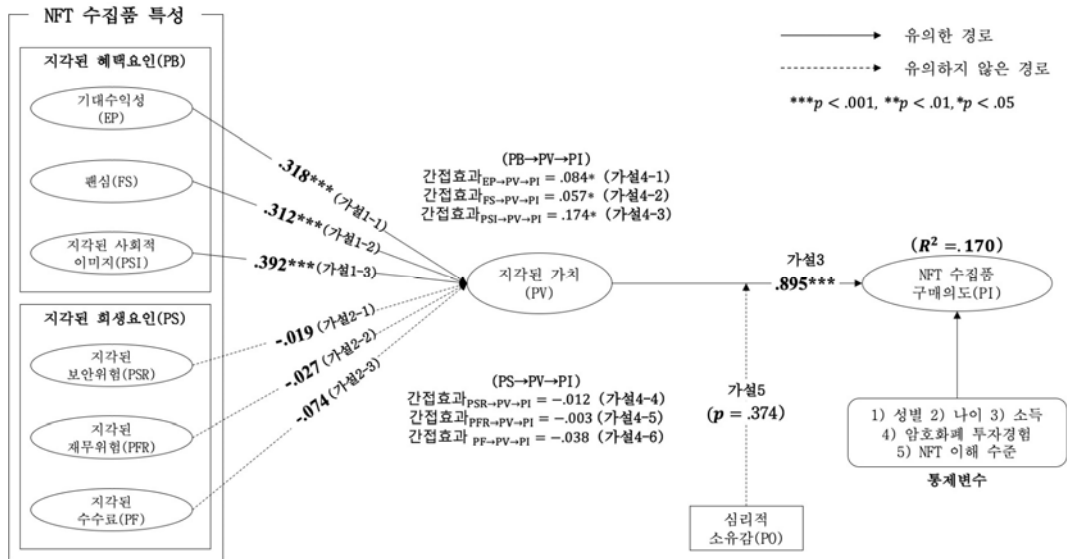 NFT 수집품 특성
지각된 혜택요인(PB)
기대수익성
(EP)
팬심(FS)
지각된 사회적
이미지(PSI)
지각된 희생요인(PS)
지각된
보안위험(PSR)
지각된
재무위험(PFR)
지각된
수수료(PF)
.318*** (가설1-1)
.312*** (가설1-2)
.392*** (가설1-3)
-.019 (가설2-1)
-.027 (가설2-2)
-.074 (가설2-3)
(PB→PV→PI)
간접효과EP→PV→PI = .084* (가설4-1)
간접효과FS→PV→PI = .057* (가설4-2)
간접효과PSI→PV→PI = .174* (가설4-3)
지각된 가치
(PV)
(PS→PV→PI)
간접효과PSR→PV→PI = −.012 (가설4-4)
간접효과PFR→PV→PI = −.003 (가설4-5)
간접효과 PF→PV→PI = −.038 (가설4-6)
유의한 경로
유의하지 않은 경로
***p < .001, **p < .01, *p < .05
가설3
.895***
(R² =.170)
NFT 수집품
구매의도(PI)
가설5
(p = .374)
심리적
소유감(PO)
1) 성별 2) 나이 3) 소득
4) 암호화폐 투자경험
5) NFT 이해 수준
통제변수